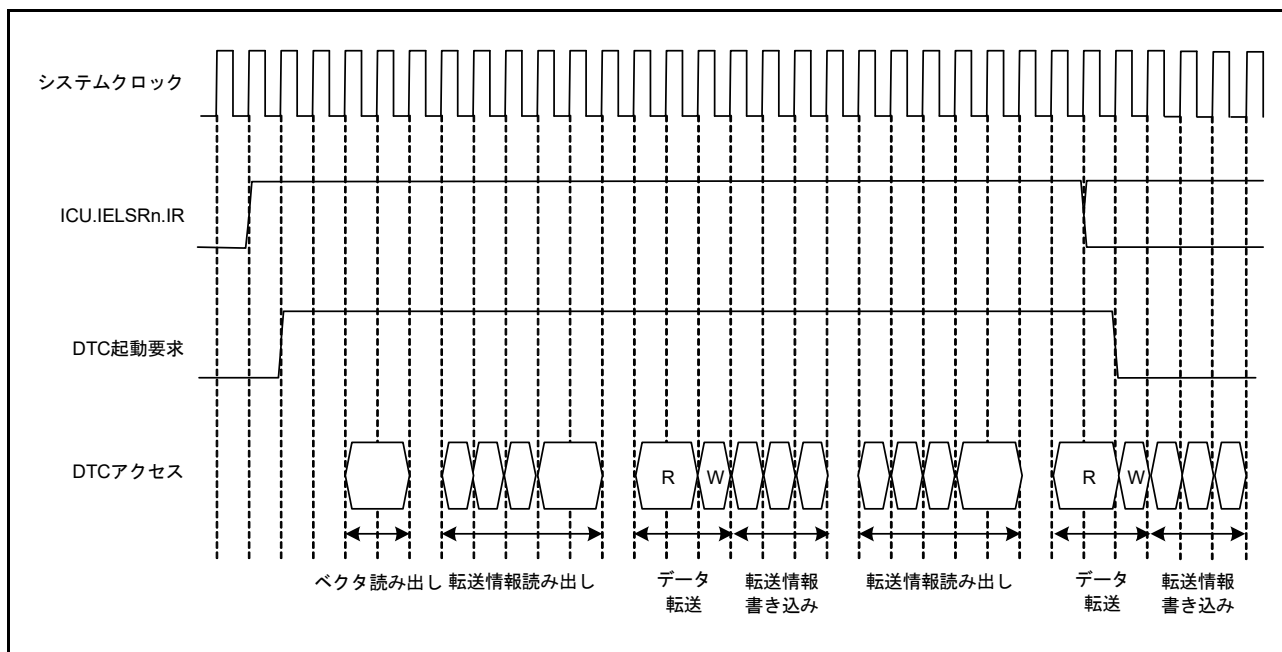 システムクロック
ICU.IELSRn.IR
DTC起動要求
DTCアクセス
R
W
R
W
ベクタ読み出し
転送情報読み出し
データ
転送
転送情報
書き込み
転送情報読み出し
データ
転送
転送情報
書き込み